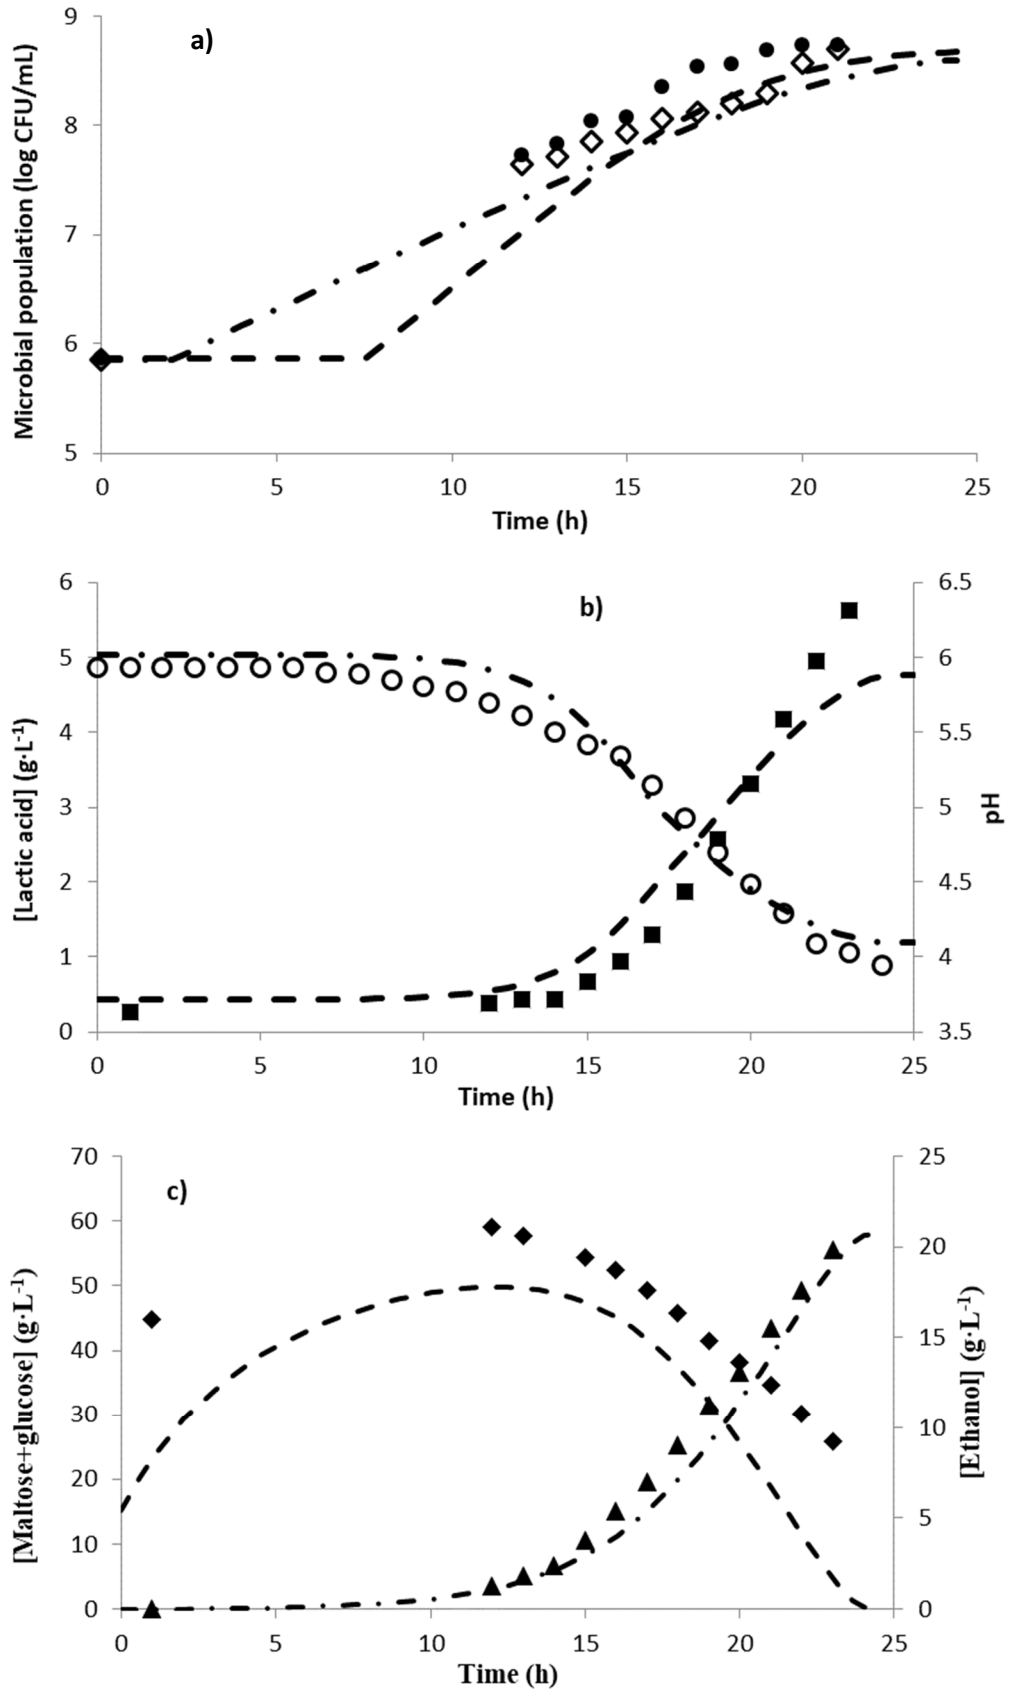 a)
Microbial population (log CFU/mL)
9
8
7
6
5
0 5 10 15 20 25
Time (h)
b)
[Lactic acid] (g·L⁻¹)
6
5
4
3
2
1
0
pH
6.5
6
5.5
5
4.5
4
3.5
0 5 10 15 20 25
Time (h)
c)
[Maltose+glucose] (g·L⁻¹)
70
60
50
40
30
20
10
0
[Ethanol] (g·L⁻¹)
25
20
15
10
5
0
0 5 10 15 20 25
Time (h)